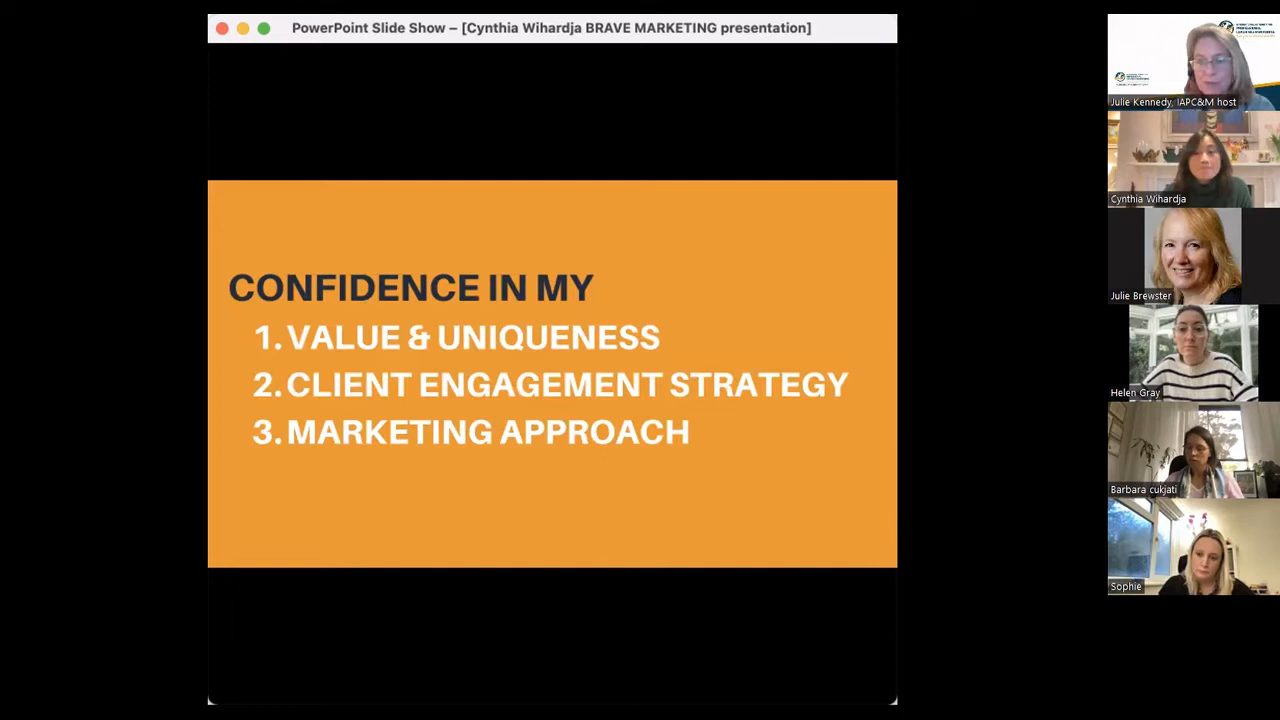 PowerPoint Slide Show – [Cynthia Wihardja BRAVE MARKETING presentation]
CONFIDENCE IN MY
1. VALUE & UNIQUENESS
2. CLIENT ENGAGEMENT STRATEGY
3. MARKETING APPROACH
Julie Kennedy, IAPC&M host
Cynthia Wihardja
Julie Brewster
Helen Gray
Barbara cukjati
Sophie